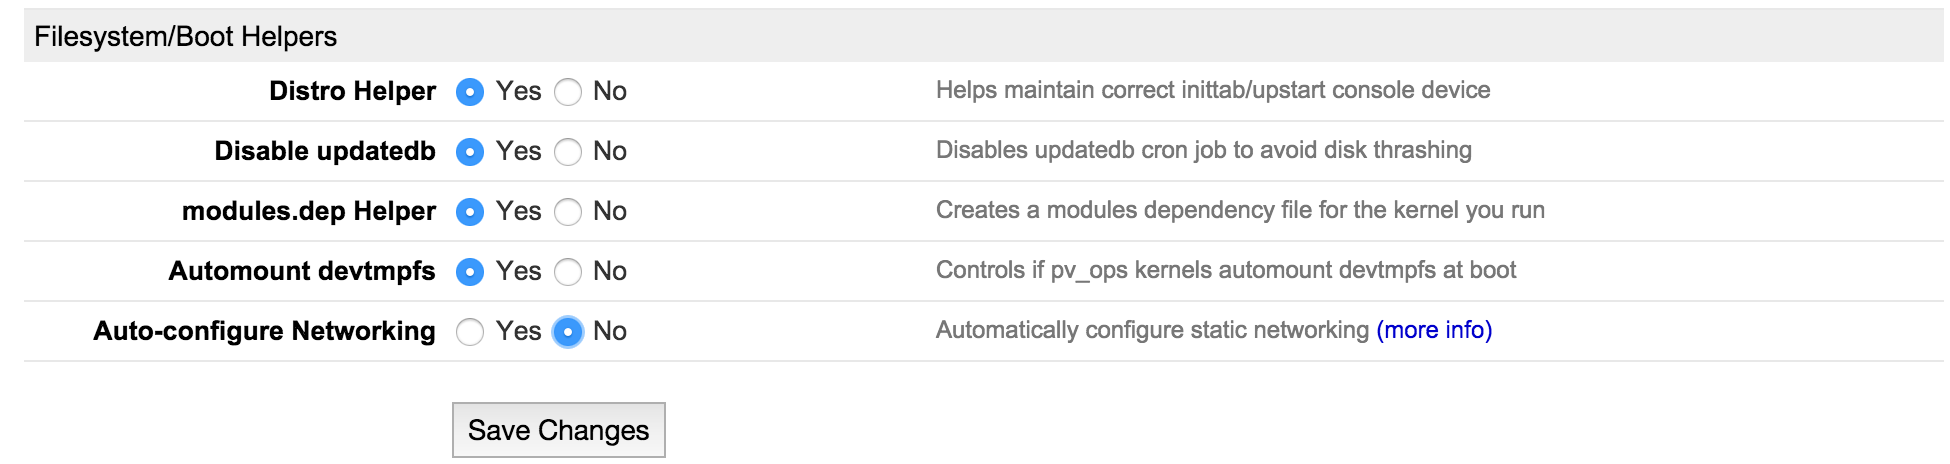 Filesystem/Boot Helpers
Distro Helper Yes No Helps maintain correct inittab/upstart console device
Disable updatedb Yes No Disables updatedb cron job to avoid disk thrashing
modules.dep Helper Yes No Creates a modules dependency file for the kernel you run
Automount devtmpfs Yes No Controls if pv_ops kernels automount devtmpfs at boot
Auto-configure Networking Yes No Automatically configure static networking (more info)
Save Changes